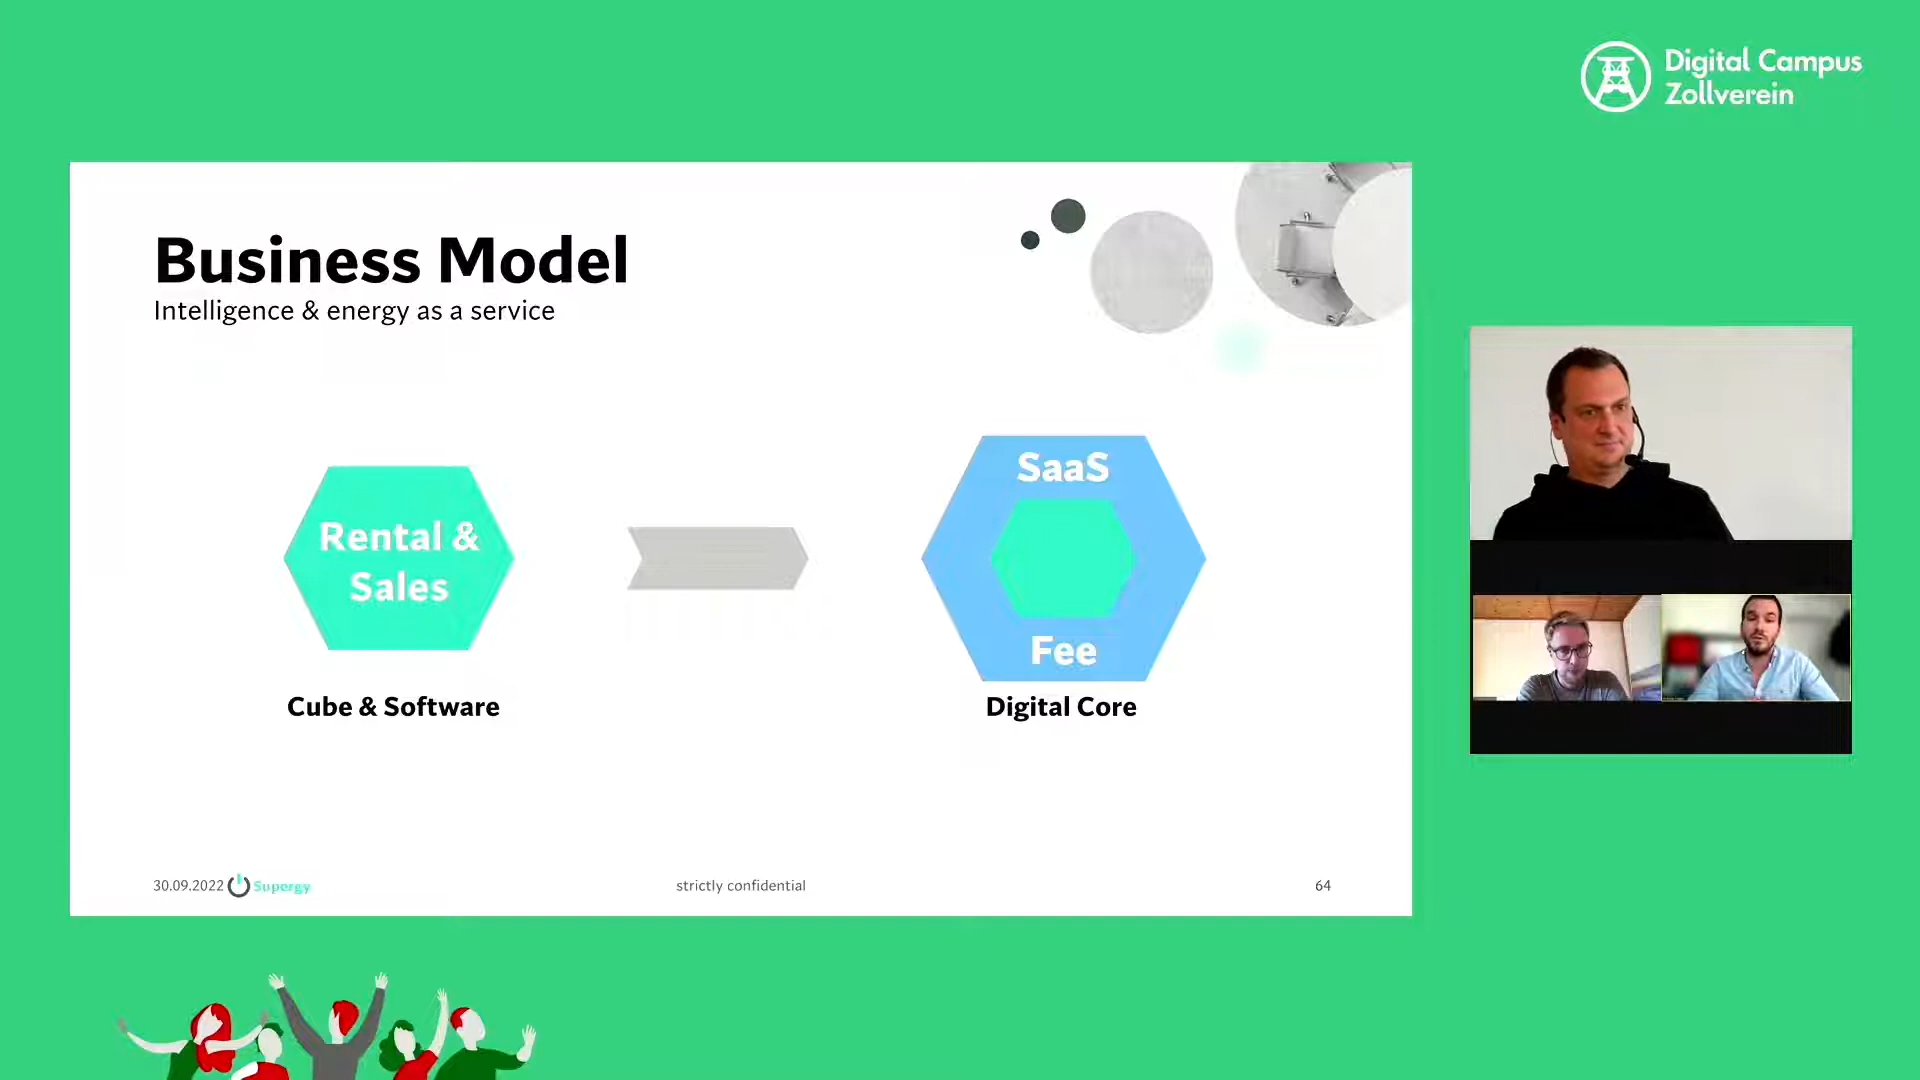 Digital Campus
Zollverein
Business Model
Intelligence & energy as a service
Rental &
Sales
Cube & Software
SaaS
Fee
Digital Core
30.09.2022
Supergy
strictly confidential
64